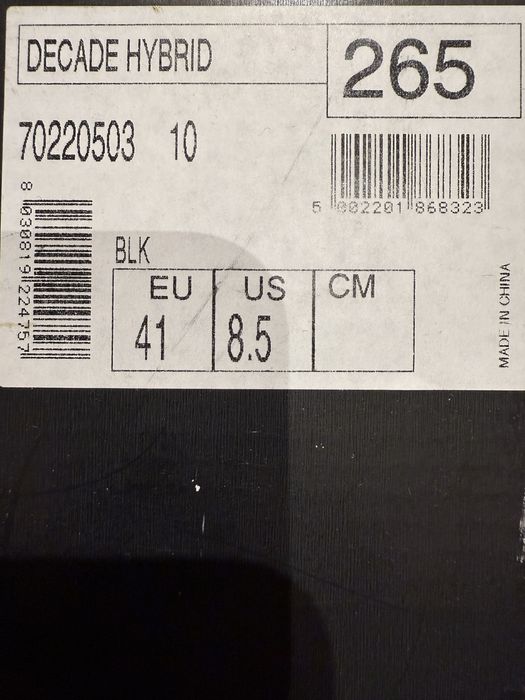 DECADE HYBRID
265
70220503 10
5 002201 868323
8 030819 224757
BLK
EU US CM
41 8.5
MADE IN CHINA